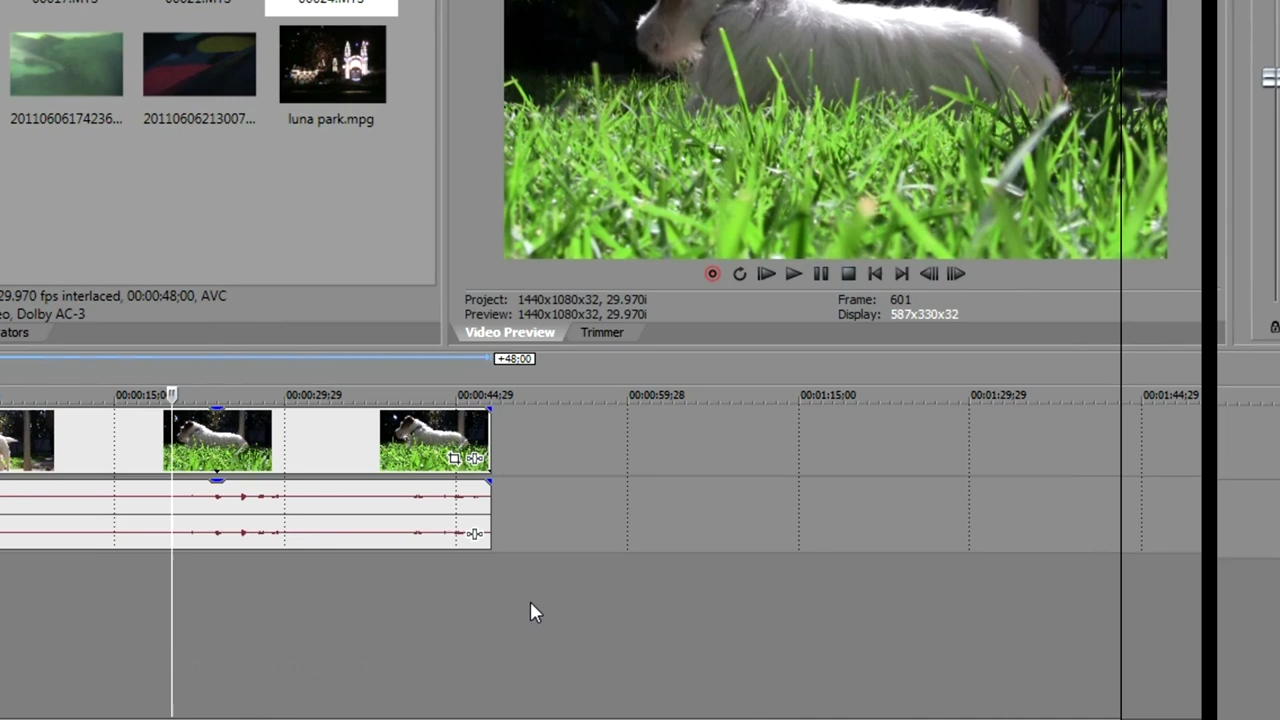 00017.MTS 00021.MTS 00024.MTS
20110606174236... 20110606213007... luna park.mpg
29.970 fps interlaced, 00:00:48;00, AVC
eo, Dolby AC-3
ators
Project: 1440x1080x32, 29.970i
Preview: 1440x1080x32, 29.970i
Frame: 601
Display: 587x330x32
Video Preview Trimmer
+48;00
00:00:15;0 00:00:29;29 00:00:44;29 00:00:59;28 00:01:15;00 00:01:29;29 00:01:44;29